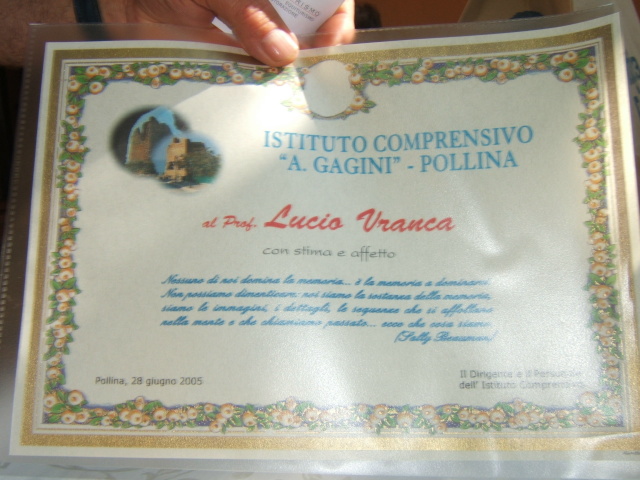 ISTITUTO COMPRENSIVO
"A. GAGINI" - POLLINA
al Prof. Lucio Vranca
con stima e affetto
Nessuno di noi domina la memoria... è la memoria a dominarci.
Non possiamo dimenticare: noi siamo la sostanza della memoria,
siamo le immagini, i dettagli, le sequenze che si affollano
nella mente e che chiamiamo passato... ecco che cosa siamo.
(Sally Beauman)
Pollina, 28 giugno 2005
Il Dirigente e il Personale
dell' Istituto Comprensivo